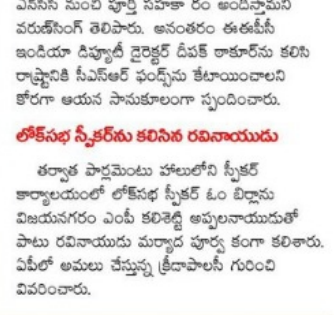 ఎన్‌సిసి నుంచి పూర్తి సహకా రం అందిస్తామని
వరుణ్‌సింగ్ తెలిపారు. అనంతరం ఈఈపీసీ
ఇండియా డిప్యూటీ డైరెక్టర్ దీపక్ ఠాకూర్‌ను కలిసి
రాష్ట్రానికి సీఎస్ఆర్ ఫండ్స్‌ను కేటాయించాలని
కోరగా ఆయన సానుకూలంగా స్పందించారు.
లోక్‌సభ స్పీకర్‌ను కలిసిన రవినాయుడు
తర్వాత పార్లమెంటు హాలులోని స్పీకర్
కార్యాలయంలో లోక్‌సభ స్పీకర్ ఓం బిర్లాను
విజయనగరం ఎంపీ కలిశెట్టి అప్పలనాయుడుతో
పాటు రవినాయుడు మర్యాద పూర్వ కంగా కలిశారు.
ఏపీలో అమలు చేస్తున్న క్రీడాపాలసీ గురించి
వివరించారు.